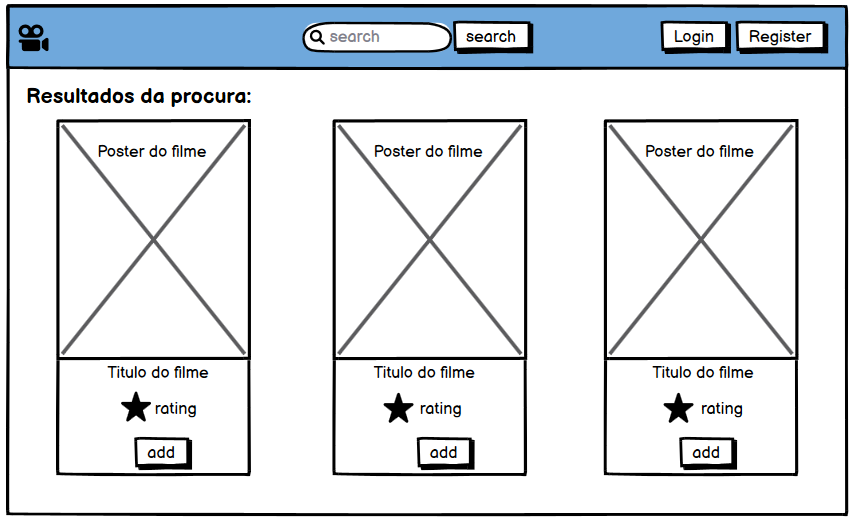 search
search
Login
Register
Resultados da procura:
Poster do filme
Poster do filme
Poster do filme
Titulo do filme
Titulo do filme
Titulo do filme
rating
rating
rating
add
add
add